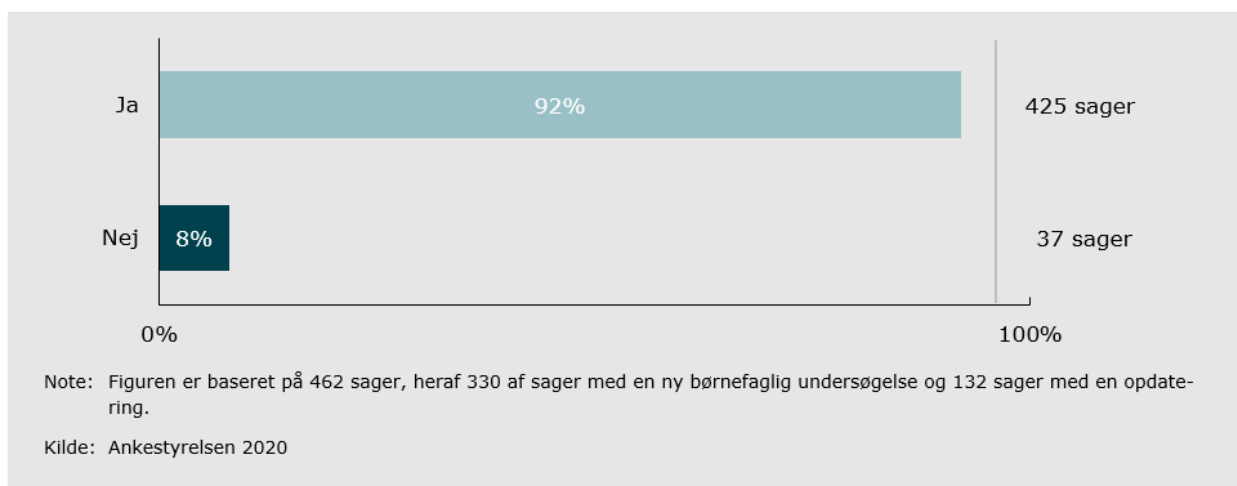 Ja 92% 425 sager
Nej 8% 37 sager
0% 100%
Note: Figuren er baseret på 462 sager, heraf 330 af sager med en ny børnefaglig undersøgelse og 132 sager med en opdate-
ring.
Kilde: Ankestyrelsen 2020